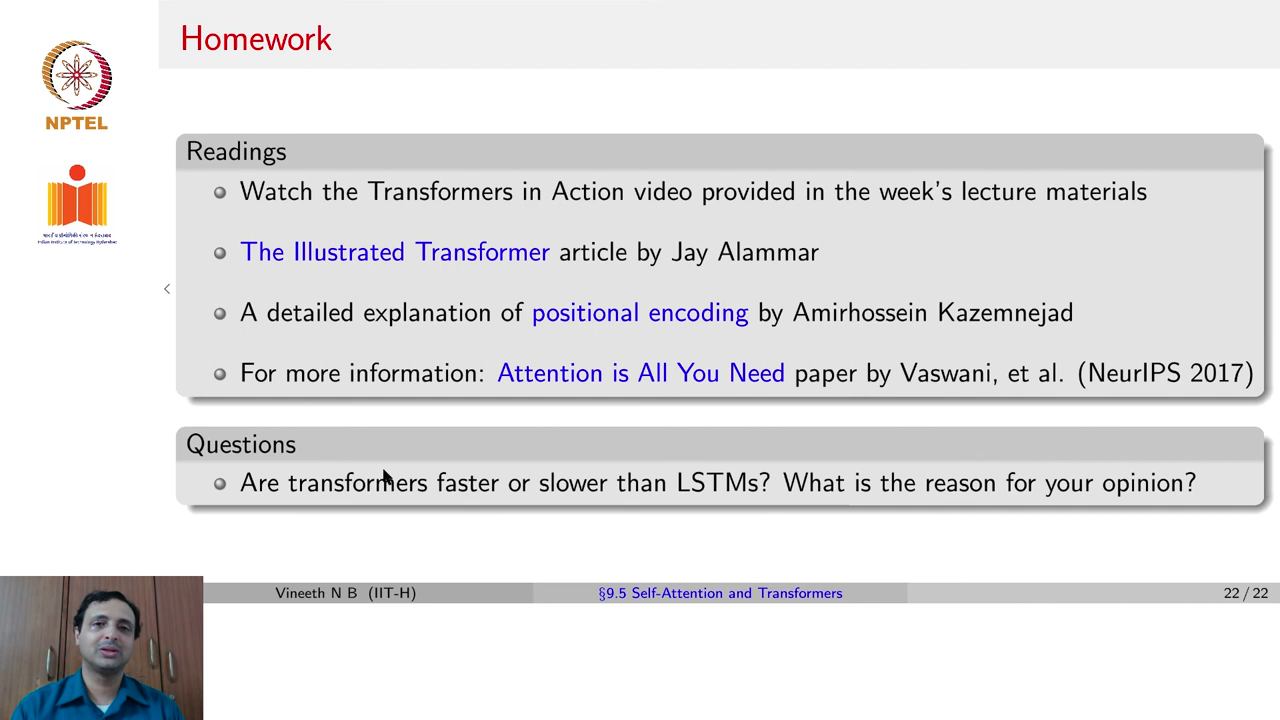 Homework
NPTEL
Readings
Watch the Transformers in Action video provided in the week's lecture materials
The Illustrated Transformer article by Jay Alammar
A detailed explanation of positional encoding by Amirhossein Kazemnejad
For more information: Attention is All You Need paper by Vaswani, et al. (NeurIPS 2017)
Questions
Are transformers faster or slower than LSTMs? What is the reason for your opinion?
Vineeth N B (IIT-H)
§9.5 Self-Attention and Transformers
22 / 22